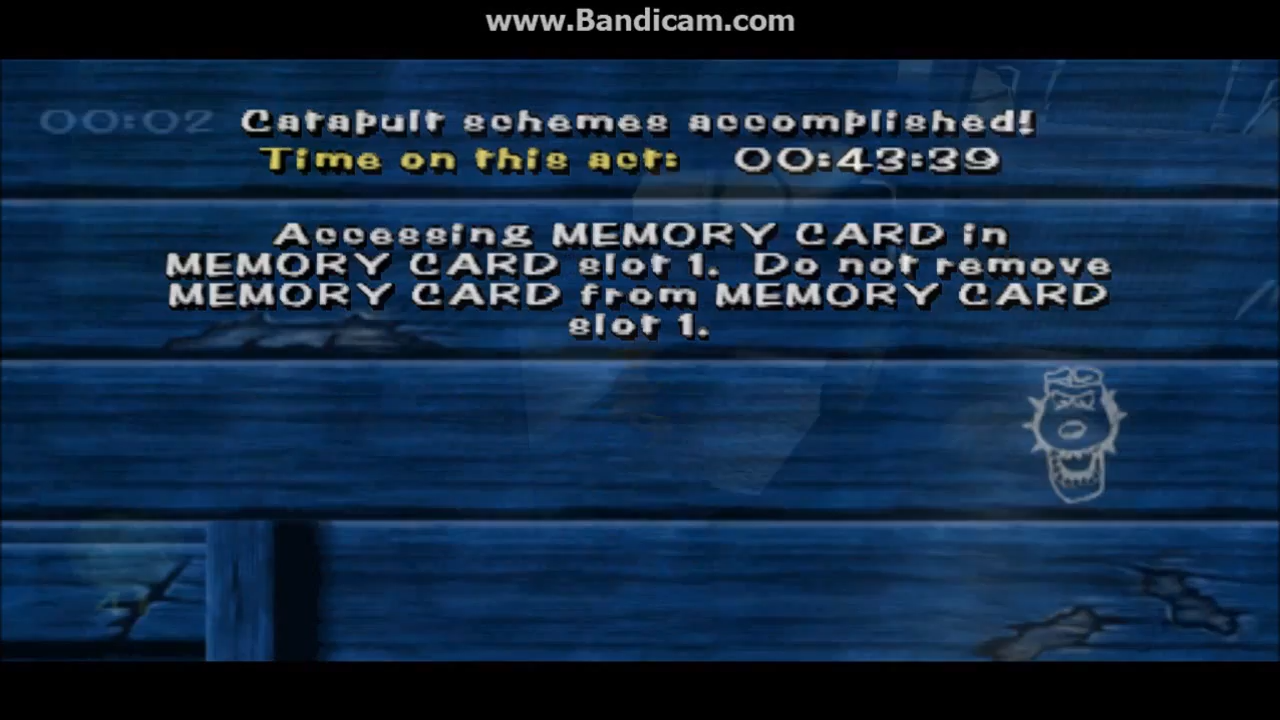 www.Bandicam.com
00:02 Catapult schemes accomplished!
Time on this act: 00:43:39
Accessing MEMORY CARD in
MEMORY CARD slot 1. Do not remove
MEMORY CARD from MEMORY CARD
slot 1.